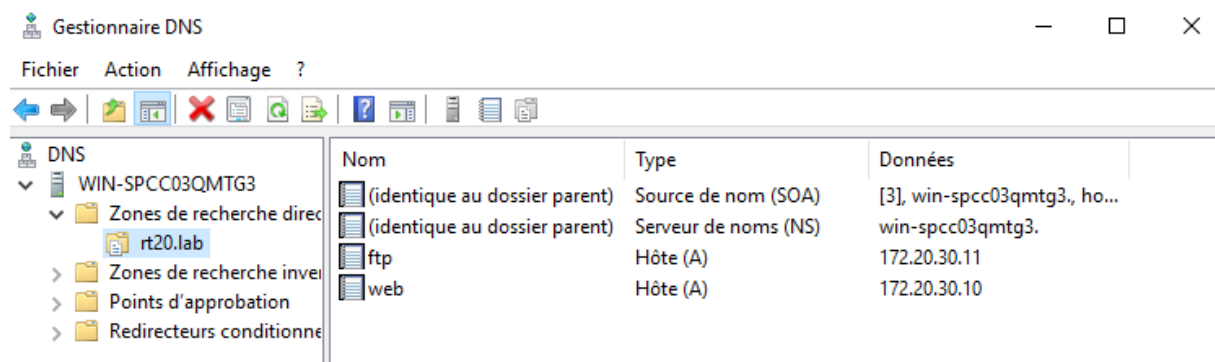 Gestionnaire DNS
Fichier Action Affichage ?
DNS
WIN-SPCC03QMTG3
Zones de recherche direc
rt20.lab
Zones de recherche inve
Points d'approbation
Redirecteurs conditionne
Nom Type Données
(identique au dossier parent) Source de nom (SOA) [3], win-spcc03qmtg3., ho...
(identique au dossier parent) Serveur de noms (NS) win-spcc03qmtg3.
ftp Hôte (A) 172.20.30.11
web Hôte (A) 172.20.30.10